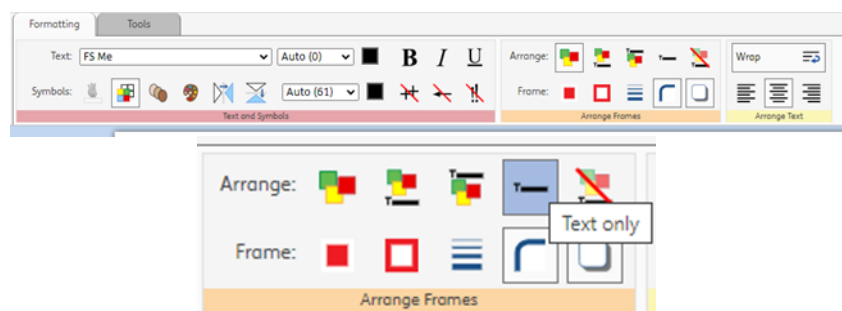 Formatting Tools
Text: FS Me Auto (0) B I U Arrange: Wrap
Symbols: Auto (61) Frame:
Text and Symbols Arrange Frames Arrange Text
Arrange:
Text only
Frame:
Arrange Frames